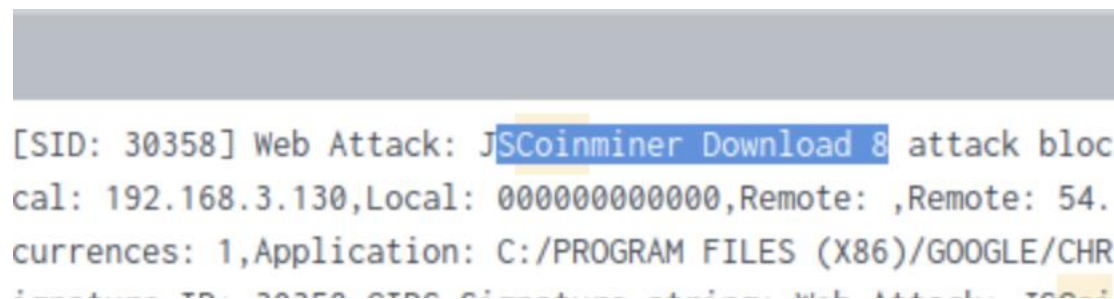 [SID: 30358] Web Attack: JSCoinminer Download 8 attack bloc
cal: 192.168.3.130,Local: 000000000000,Remote: ,Remote: 54.
currences: 1,Application: C:/PROGRAM FILES (X86)/GOOGLE/CHR